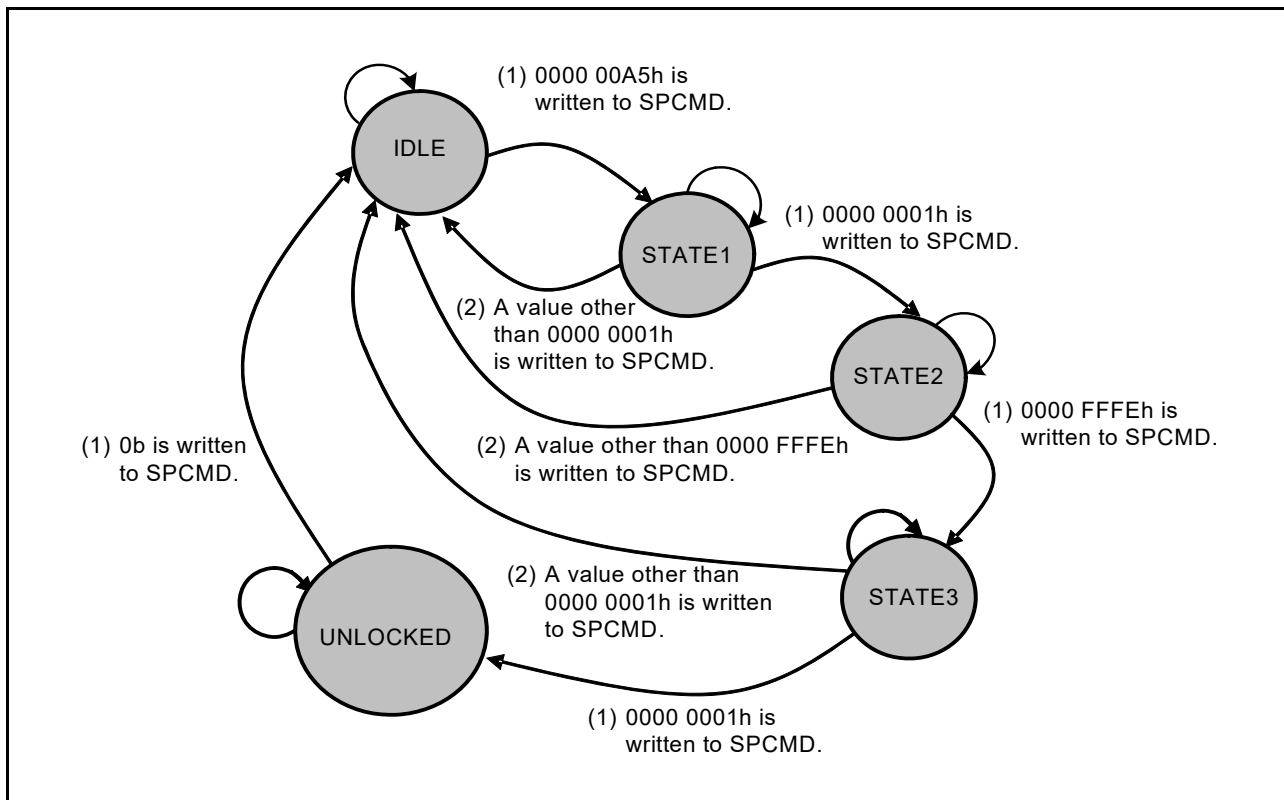 (1) 0000 00A5h is
written to SPCMD.
IDLE
(1) 0000 0001h is
written to SPCMD.
STATE1
(2) A value other
than 0000 0001h
is written to SPCMD.
STATE2
(1) 0000 FFFEh is
written to SPCMD.
(1) 0b is written
to SPCMD.
(2) A value other than 0000 FFFEh
is written to SPCMD.
(2) A value other than
0000 0001h is written
to SPCMD.
STATE3
UNLOCKED
(1) 0000 0001h is
written to SPCMD.